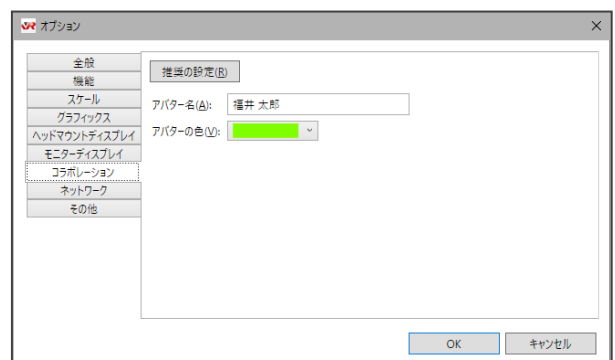 オプション
全般
機能
スケール
グラフィックス
ヘッドマウントディスプレイ
モニターディスプレイ
コラボレーション
ネットワーク
その他
推奨の設定(R)
アバター名(A): 福井 太郎
アバターの色(V):
OK キャンセル